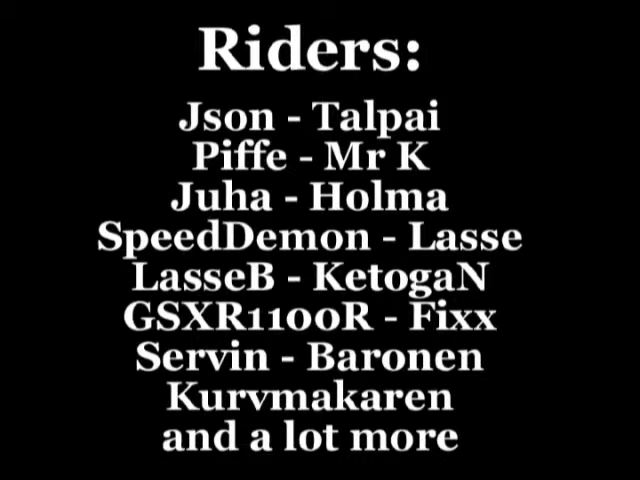 Riders:
Json - Talpai
Piffe - Mr K
Juha - Holma
SpeedDemon - Lasse
LasseB - KetogaN
GSXR1100R - Fixx
Servin - Baronen
Kurvmakaren
and a lot more